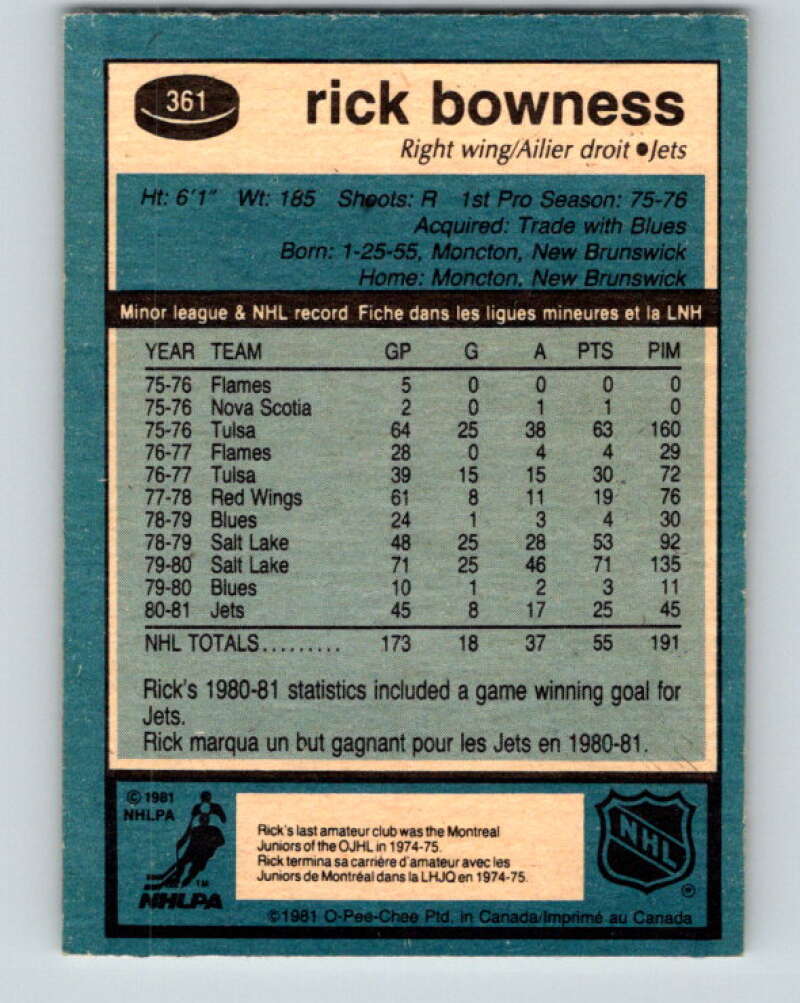 361
rick bowness
Right wing/Ailier droit ●Jets
Ht: 6'1" Wt: 185 Shoots: R 1st Pro Season: 75-76
Acquired: Trade with Blues
Born: 1-25-55, Moncton, New Brunswick
Home: Moncton, New Brunswick
Minor league & NHL record Fiche dans les ligues mineures et la LNH
YEAR TEAM GP G A PTS PIM
75-76 Flames 5 0 0 0 0
75-76 Nova Scotia 2 0 1 1 0
75-76 Tulsa 64 25 38 63 160
76-77 Flames 28 0 4 4 29
76-77 Tulsa 39 15 15 30 72
77-78 Red Wings 61 8 11 19 76
78-79 Blues 24 1 3 4 30
78-79 Salt Lake 48 25 28 53 92
79-80 Salt Lake 71 25 46 71 135
79-80 Blues 10 1 2 3 11
80-81 Jets 45 8 17 25 45
NHL TOTALS......... 173 18 37 55 191
Rick's 1980-81 statistics included a game winning goal for
Jets.
Rick marqua un but gagnant pour les Jets en 1980-81.
©1981
NHLPA
TM
NHLPA
Rick's last amateur club was the Montreal
Juniors of the OJHL in 1974-75.
Rick termina sa carrière d'amateur avec les
Juniors de Montréal dans la LHJQ en 1974-75.
NHL
®
©1981 O-Pee-Chee Ptd. in Canada/Imprimé au Canada